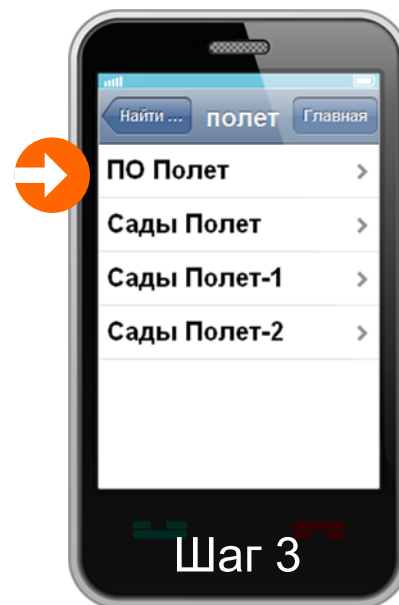 Найти ... полет Главная
ПО Полет
Сады Полет
Сады Полет-1
Сады Полет-2
Шаг 3